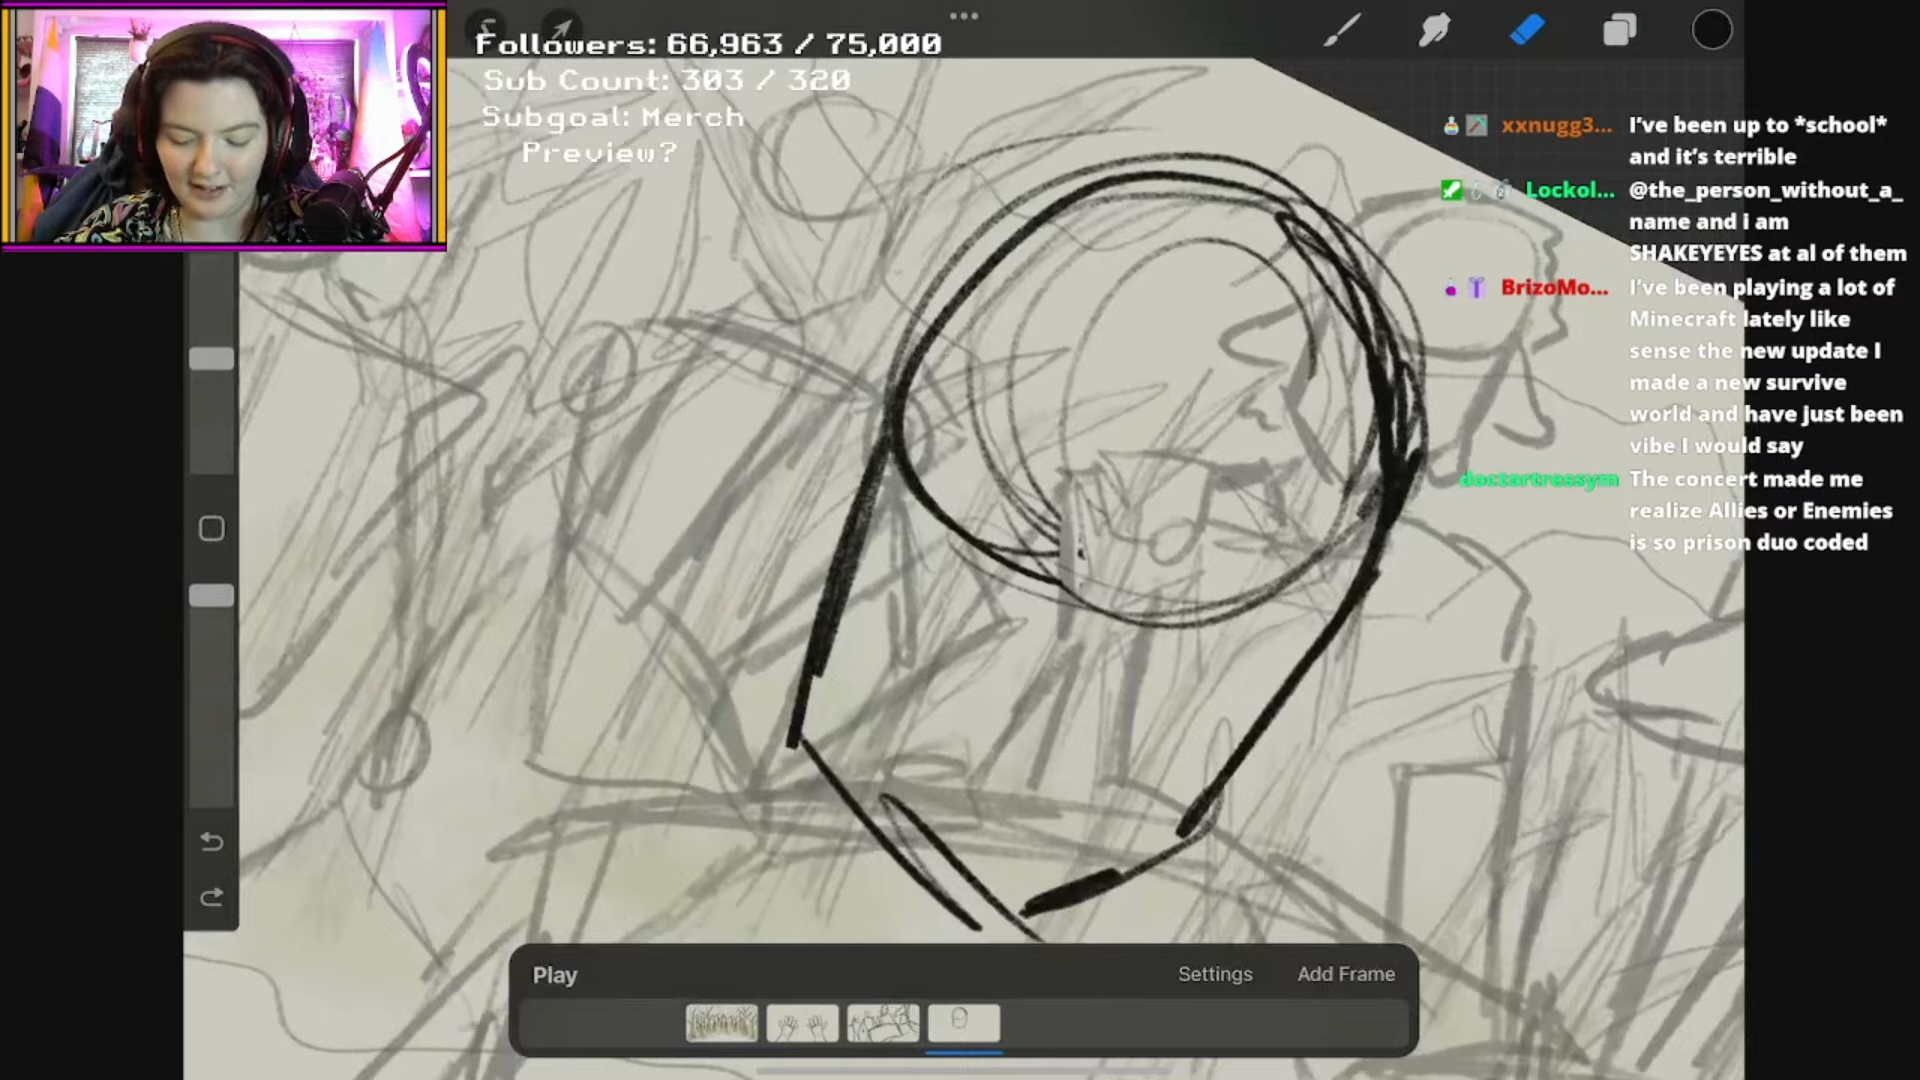 Followers: 66,963 / 75,000
Sub Count: 303 / 320
Subgoal: Merch
Preview?
xxnugg3... I've been up to *school*
and it's terrible
Lockol... @the_person_without_a_
name and i am
SHAKEYEYES at al of them
BrizoMo... I've been playing a lot of
Minecraft lately like
sense the new update I
made a new survive
world and have just been
vibe I would say
doctortressym The concert made me
realize Allies or Enemies
is so prison duo coded
Play
Settings
Add Frame